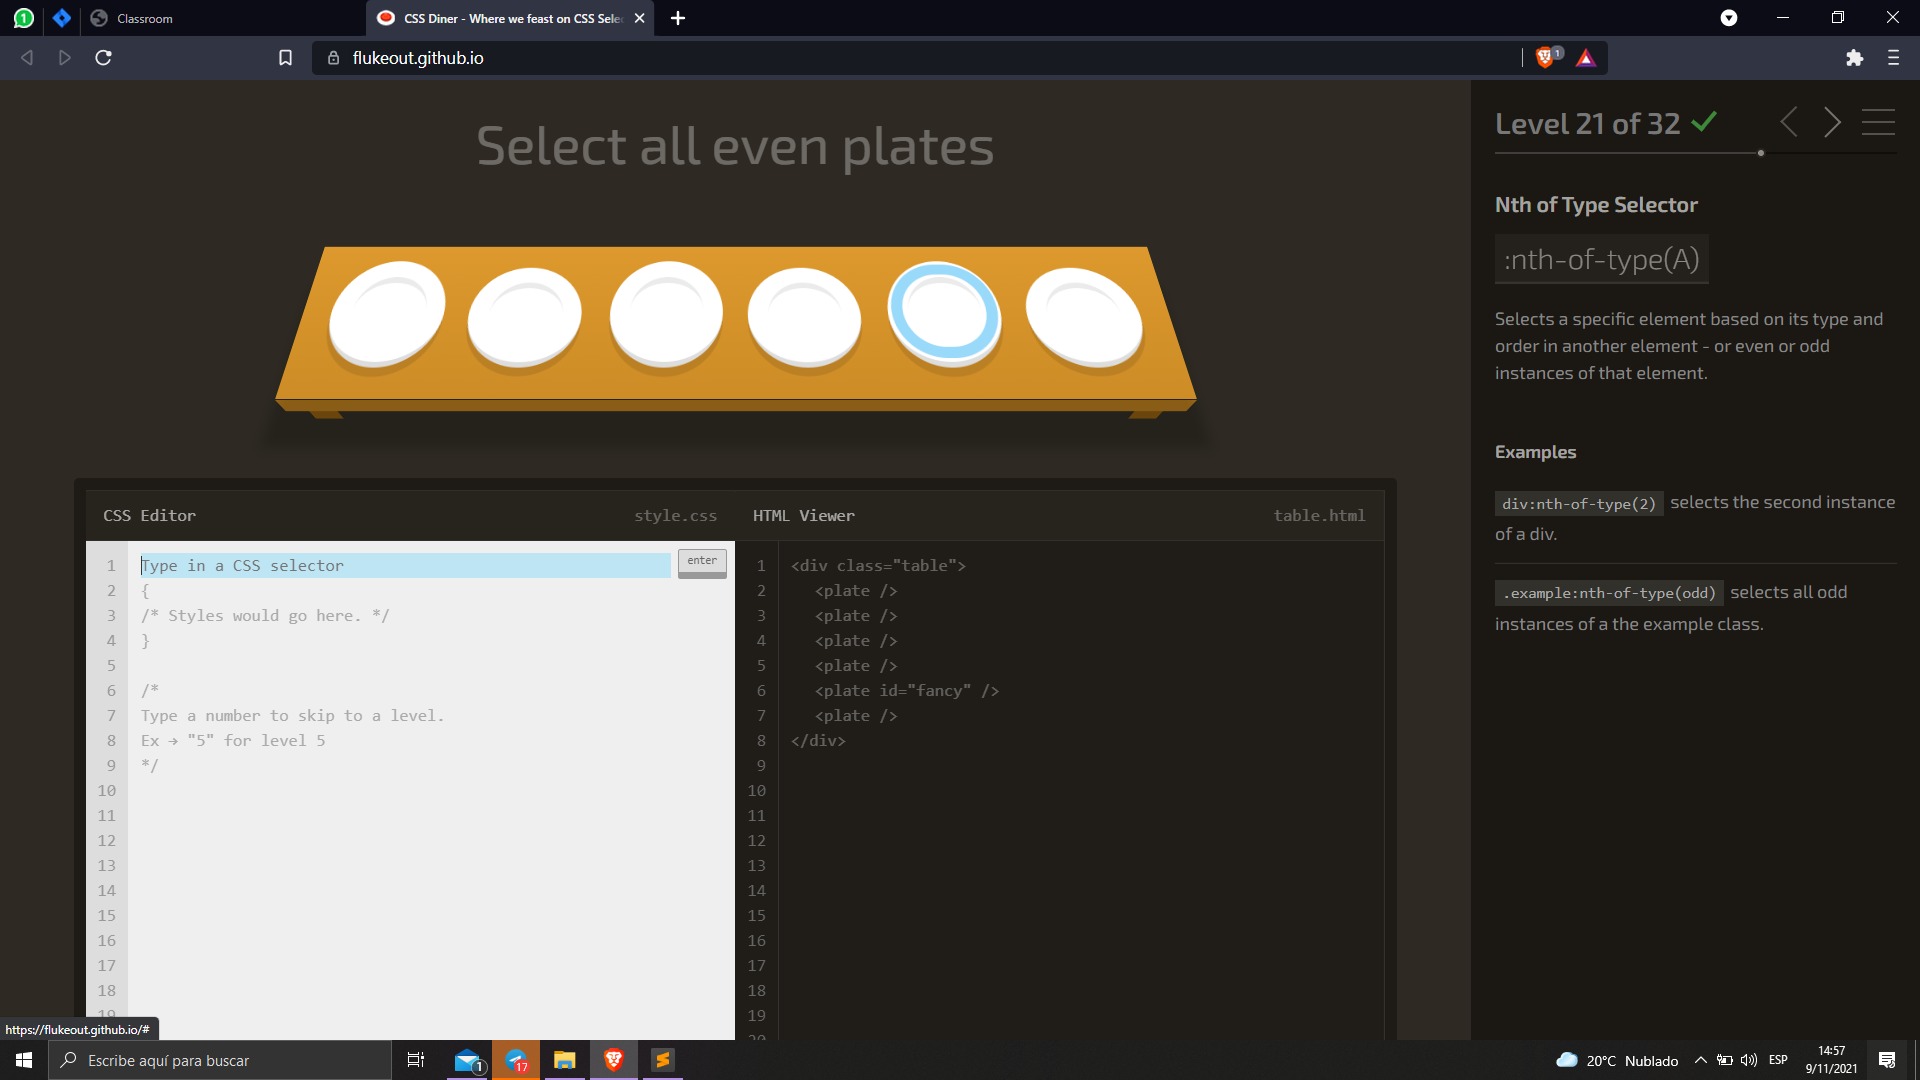 1
Classroom
CSS Diner - Where we feast on CSS Sele
flukeout.github.io
1
Select all even plates
Level 21 of 32
Nth of Type Selector
:nth-of-type(A)
Selects a specific element based on its type and
order in another element - or even or odd
instances of that element.
Examples
div:nth-of-type(2) selects the second instance
of a div.
.example:nth-of-type(odd) selects all odd
instances of a the example class.
CSS Editor
style.css
1 Type in a CSS selector
enter
2 {
3 /* Styles would go here. */
4 }
5
6 /*
7 Type a number to skip to a level.
8 Ex → "5" for level 5
9 */
10
11
12
13
14
15
16
17
18
19
HTML Viewer
table.html
1 <div class="table">
2 <plate />
3 <plate />
4 <plate />
5 <plate />
6 <plate id="fancy" />
7 <plate />
8 </div>
9
10
11
12
13
14
15
16
17
18
19
20
https://flukeout.github.io/#
Escribe aquí para buscar
1
17
20°C Nublado
ESP
14:57
9/11/2021